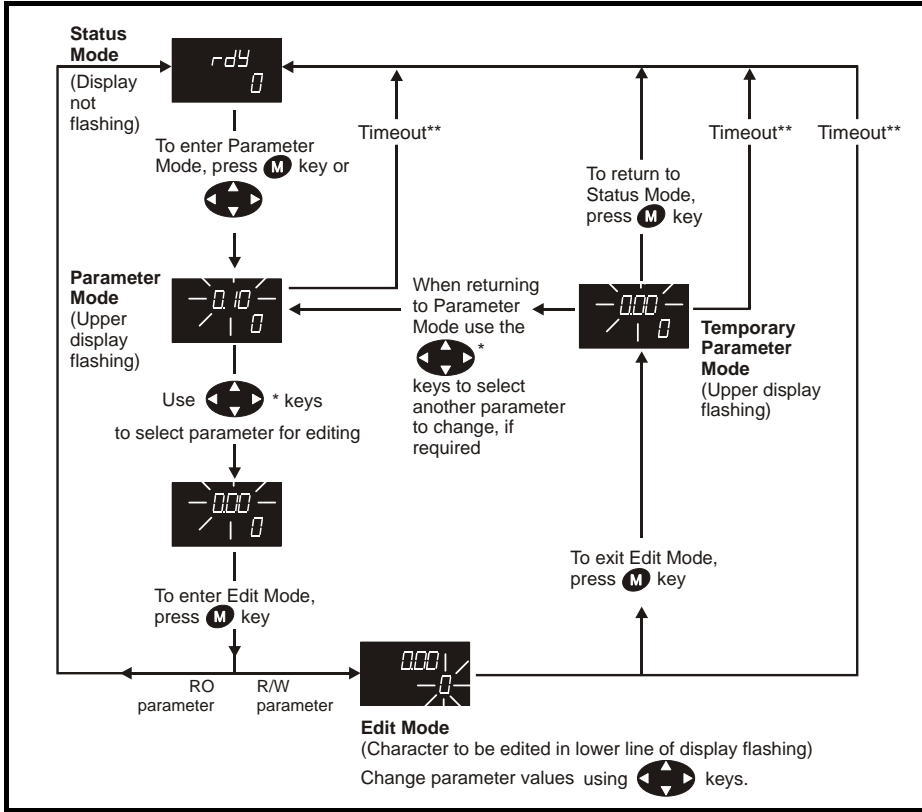 Status
Mode
(Display
not
flashing)
rdY
0
To enter Parameter
Mode, press M key or
Timeout**
To return to
Status Mode,
press M key
Timeout**
Timeout**
Parameter
Mode
(Upper
display
flashing)
0.10
0
When returning
to Parameter
Mode use the
*
keys to select
another parameter
to change, if
required
0.00
0
Temporary
Parameter
Mode
(Upper display
flashing)
Use * keys
to select parameter for editing
0.00
0
To enter Edit Mode,
press M key
To exit Edit Mode,
press M key
RO
parameter
R/W
parameter
0.00
0
Edit Mode
(Character to be edited in lower line of display flashing)
Change parameter values using keys.